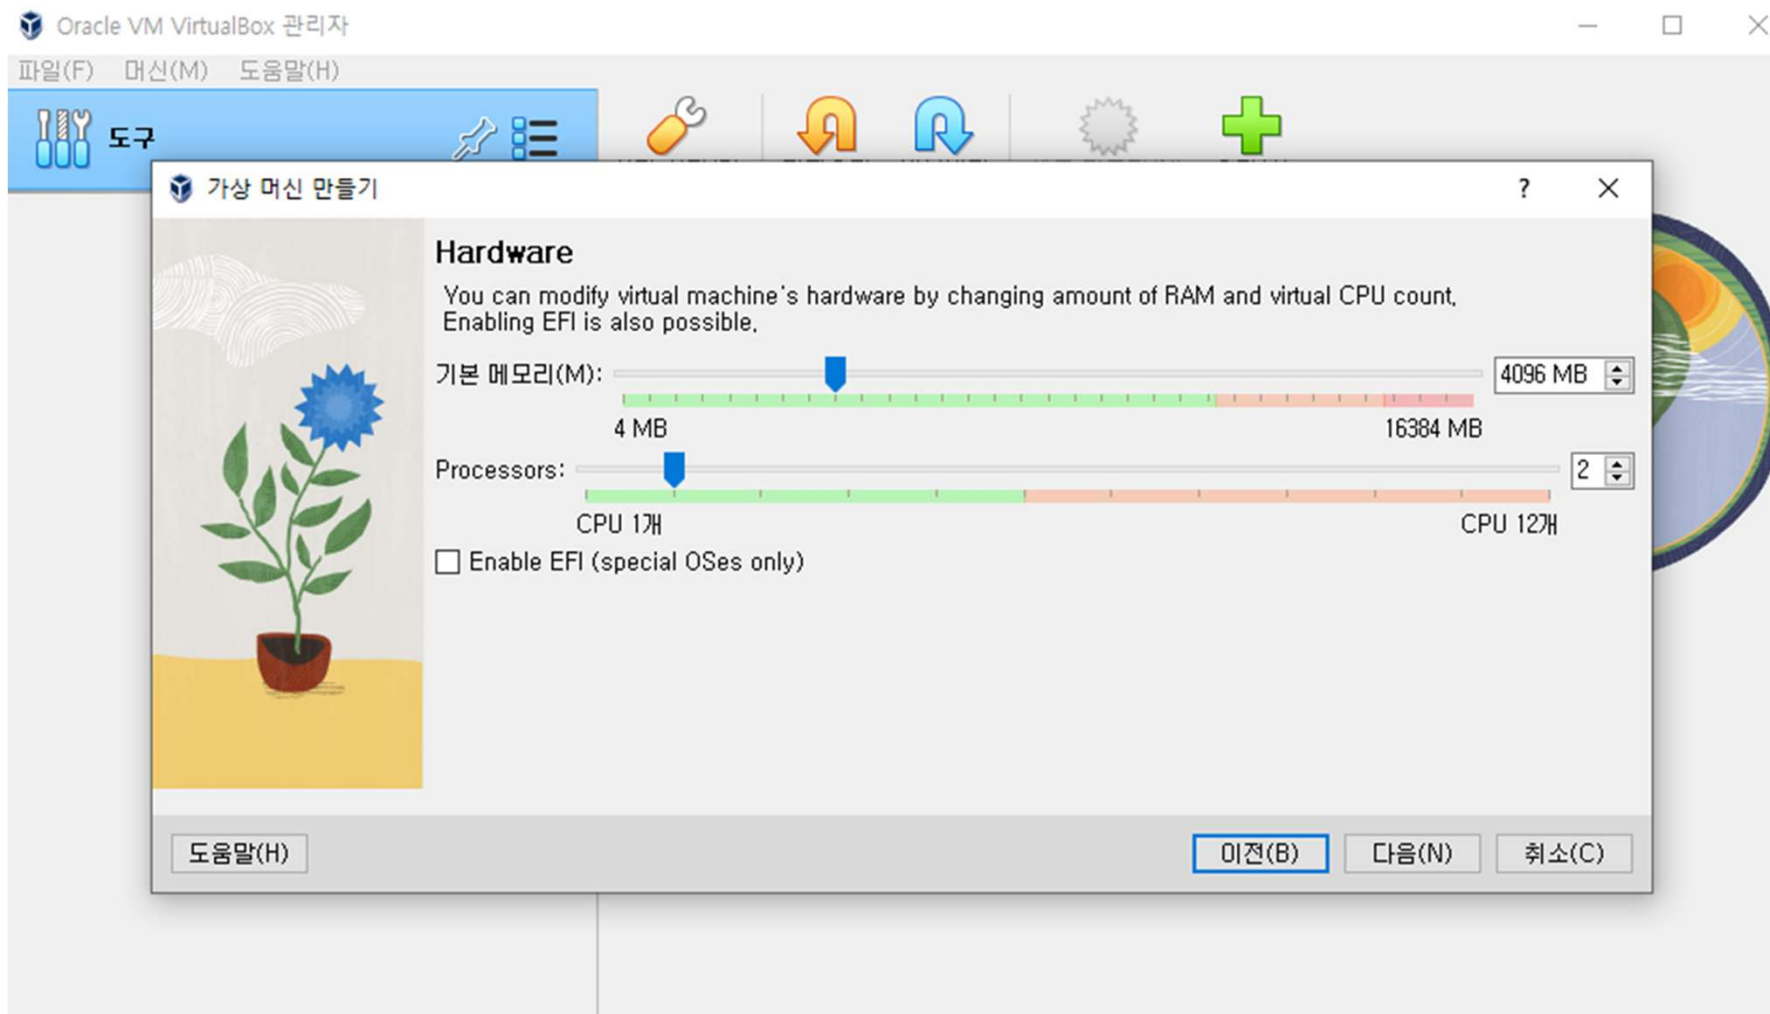 Oracle VM VirtualBox 관리자
파일(F) 머신(M) 도움말(H)
도구
가상 머신 만들기
?
Hardware
You can modify virtual machine's hardware by changing amount of RAM and virtual CPU count.
Enabling EFI is also possible.
기본 메모리(M):
4096 MB
4 MB
16384 MB
Processors:
2
CPU 1개
CPU 12개
Enable EFI (special OSes only)
도움말(H)
이전(B)
다음(N)
취소(C)